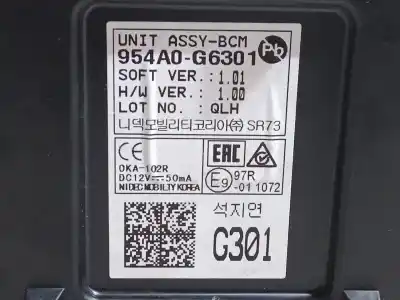 UNIT ASSY-BCM
Pb
954A0-G6301
SOFT VER.: 1.01
H/W VER.: 1.00
LOT NO.: QLH
니덱모빌리티코리아㈜ SR73
CE
EAC
OKA-102R
DC12V 50mA
NIDEC MOBILITY KOREA
E9 97R
-01 1072
석지연
G301